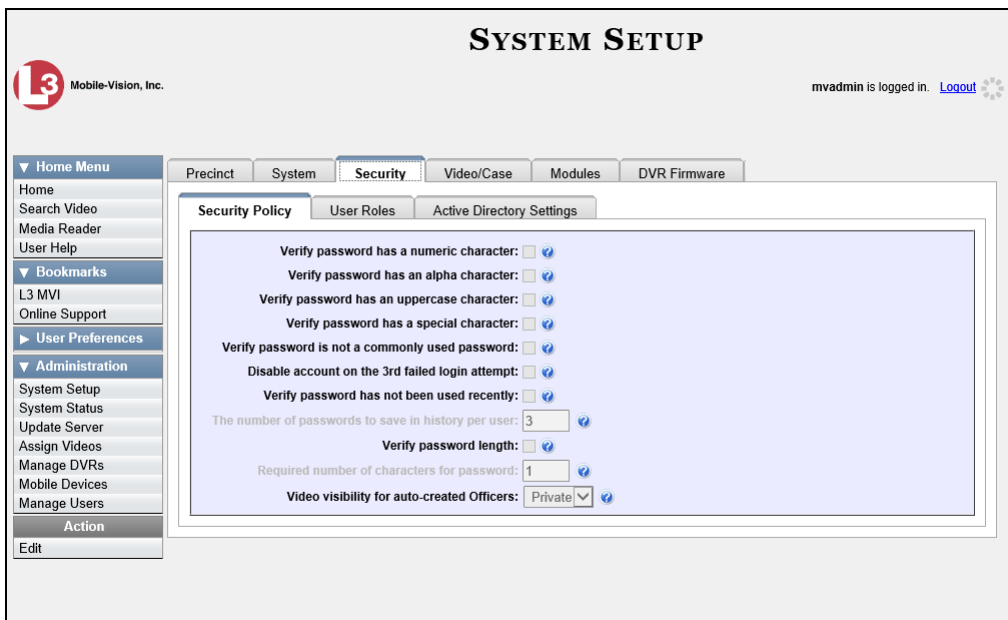 SYSTEM SETUP
L3 Mobile-Vision, Inc.
mvadmin is logged in. Logout
▼ Home Menu
Home
Search Video
Media Reader
User Help
▼ Bookmarks
L3 MVI
Online Support
▶ User Preferences
▼ Administration
System Setup
System Status
Update Server
Assign Videos
Manage DVRs
Mobile Devices
Manage Users
Action
Edit
Precinct System Security Video/Case Modules DVR Firmware
Security Policy User Roles Active Directory Settings
Verify password has a numeric character: ?
Verify password has an alpha character: ?
Verify password has an uppercase character: ?
Verify password has a special character: ?
Verify password is not a commonly used password: ?
Disable account on the 3rd failed login attempt: ?
Verify password has not been used recently: ?
The number of passwords to save in history per user: 3 ?
Verify password length: ?
Required number of characters for password: 1 ?
Video visibility for auto-created Officers: Private ?